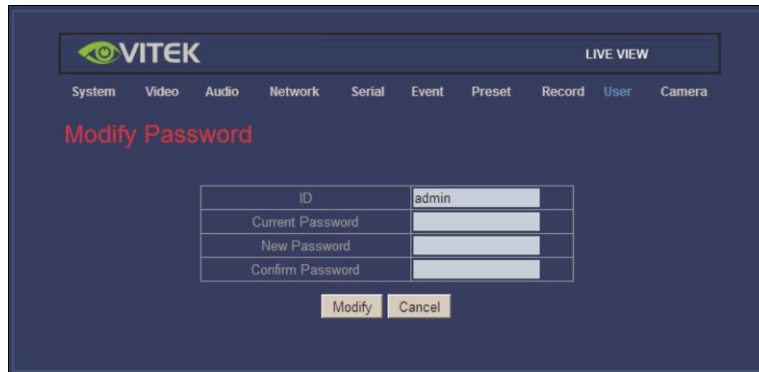 VITEK
LIVE VIEW
System Video Audio Network Serial Event Preset Record User Camera
Modify Password
ID admin
Current Password
New Password
Confirm Password
Modify Cancel